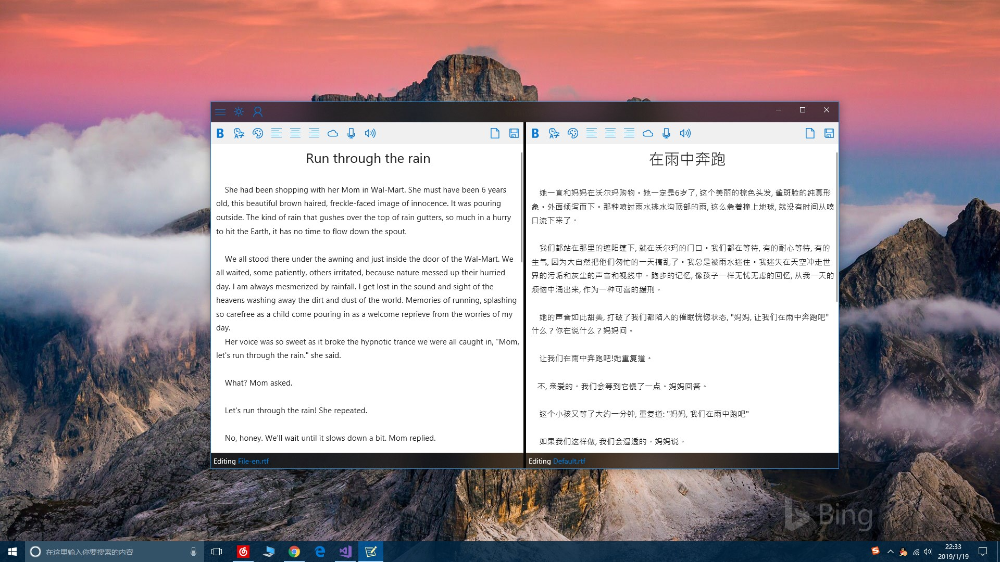 B
B
Run through the rain
She had been shopping with her Mom in Wal-Mart. She must have been 6 years
old, this beautiful brown haired, freckle-faced image of innocence. It was pouring
outside. The kind of rain that gushes over the top of rain gutters, so much in a hurry
to hit the Earth, it has no time to flow down the spout.
We all stood there under the awning and just inside the door of the Wal-Mart. We
all waited, some patiently, others irritated, because nature messed up their hurried
day. I am always mesmerized by rainfall. I get lost in the sound and sight of the
heavens washing away the dirt and dust of the world. Memories of running, splashing
so carefree as a child come pouring in as a welcome reprieve from the worries of my
day.
Her voice was so sweet as it broke the hypnotic trance we were all caught in, “Mom,
let's run through the rain." she said.
What? Mom asked.
Let's run through the rain! She repeated.
No, honey. We'll wait until it slows down a bit. Mom replied.
Editing File-en.rtf
在雨中奔跑
她一直和妈妈在沃尔玛购物。她一定是6岁了, 这个美丽的棕色头发, 雀斑脸的纯真形
象。外面倾泻而下。那种喷过雨水排水沟顶部的雨, 这么急着撞上地球, 就没有时间从喷
口流下来了。
我们都站在那里的遮阳篷下, 就在沃尔玛的门口。我们都在等待, 有的耐心等待, 有的
生气, 因为大自然把他们匆忙的一天搞乱了。我总是被雨水迷住。我迷失在天空冲走世
界的污垢和灰尘的声音和视线中。跑步的记忆, 像孩子一样无忧无虑的回忆, 从我一天的
烦恼中涌出来, 作为一种可喜的缓刑。
她的声音如此甜美, 打破了我们都陷入的催眠恍惚状态, "妈妈, 让我们在雨中奔跑吧"
什么？你在说什么？妈妈问。
让我们在雨中奔跑吧!她重复道。
不, 亲爱的。我们会等到它慢了一点。妈妈回答。
这个小孩又等了大约一分钟, 重复道: "妈妈, 我们在雨中跑吧"
如果我们这样做, 我们会湿透的。妈妈说。
Editing Default.rtf
Bing
在这里输入你要搜索的内容
22:33
2019/1/19